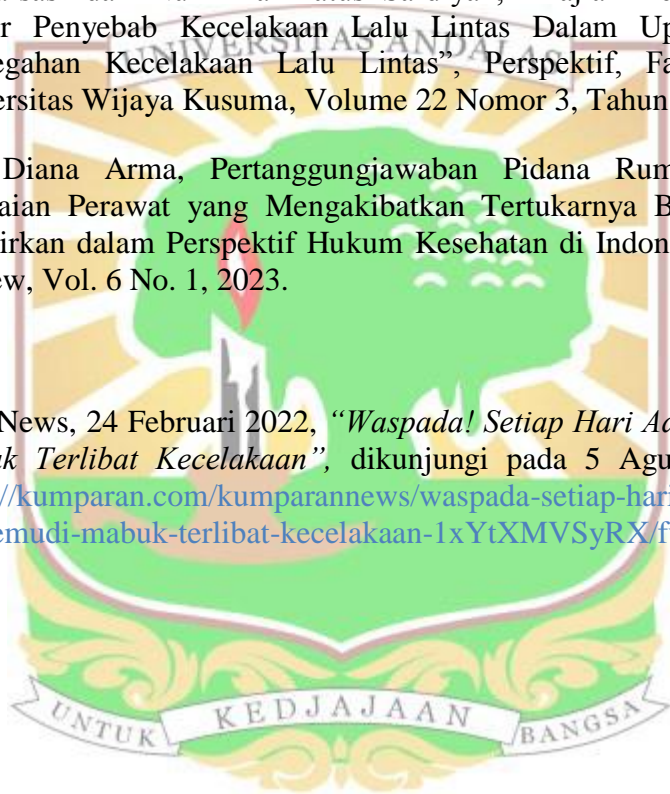 r Penyebab Kecelakaan Lalu Lintas Dalam Up
UNIVERSITAS ANDALAS
egahan Kecelakaan Lalu Lintas”, Perspektif, Fa
ersitas Wijaya Kusuma, Volume 22 Nomor 3, Tahun
Diana Arma, Pertanggungjawaban Pidana Rum
aian Perawat yang Mengakibatkan Tertukarnya B
irkan dalam Perspektif Hukum Kesehatan di Indon
ew, Vol. 6 No. 1, 2023.
News, 24 Februari 2022, “Waspada! Setiap Hari Ad
k Terlibat Kecelakaan”, dikunjungi pada 5 Agu
//kumparan.com/kumparannews/waspada-setiap-hari
emudi-mabuk-terlibat-kecelakaan-1xYtXMVSyRX/f
UNTUK KEDJAJAAN BANGSA